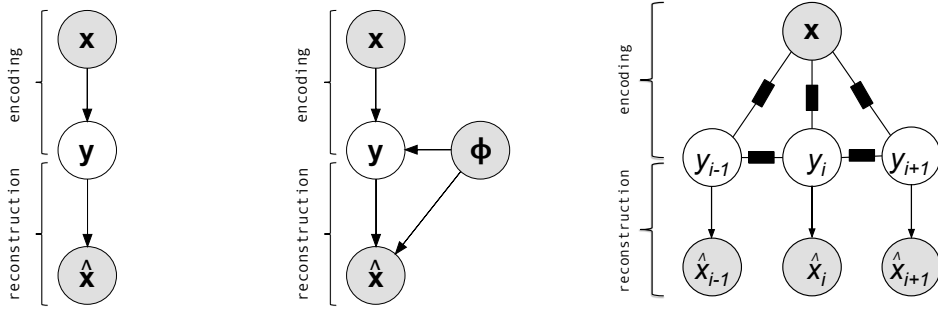 encoding
reconstruction
x
y
x̂
encoding
reconstruction
x
y
ϕ
x̂
encoding
reconstruction
x
y_{i-1}
y_i
y_{i+1}
x̂_{i-1}
x̂_i
x̂_{i+1}